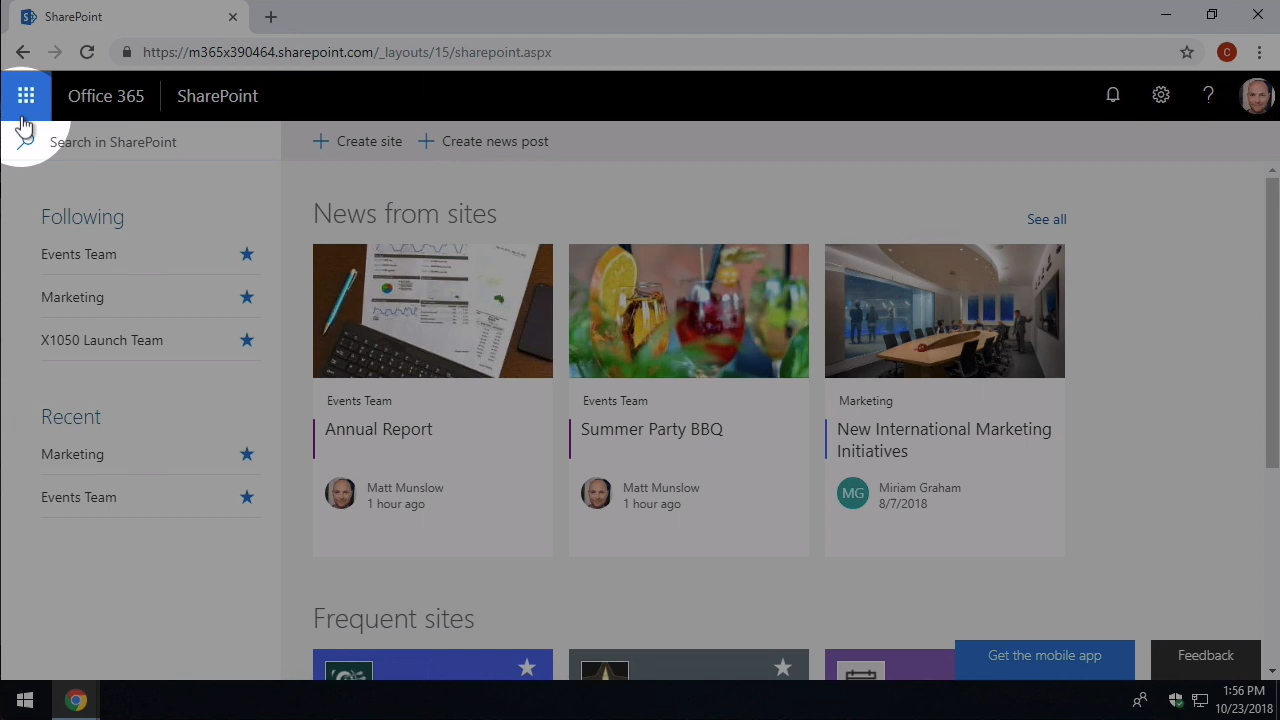 SharePoint
https://m365x390464.sharepoint.com/_layouts/15/sharepoint.aspx
C
Office 365
SharePoint
?
Search in SharePoint
Create site
Create news post
Following
Events Team
Marketing
X1050 Launch Team
Recent
Marketing
Events Team
News from sites
See all
Events Team
Annual Report
Matt Munslow
1 hour ago
Events Team
Summer Party BBQ
Matt Munslow
1 hour ago
Marketing
New International Marketing
Initiatives
MG
Miriam Graham
8/7/2018
Frequent sites
Get the mobile app
Feedback
1:56 PM
10/23/2018